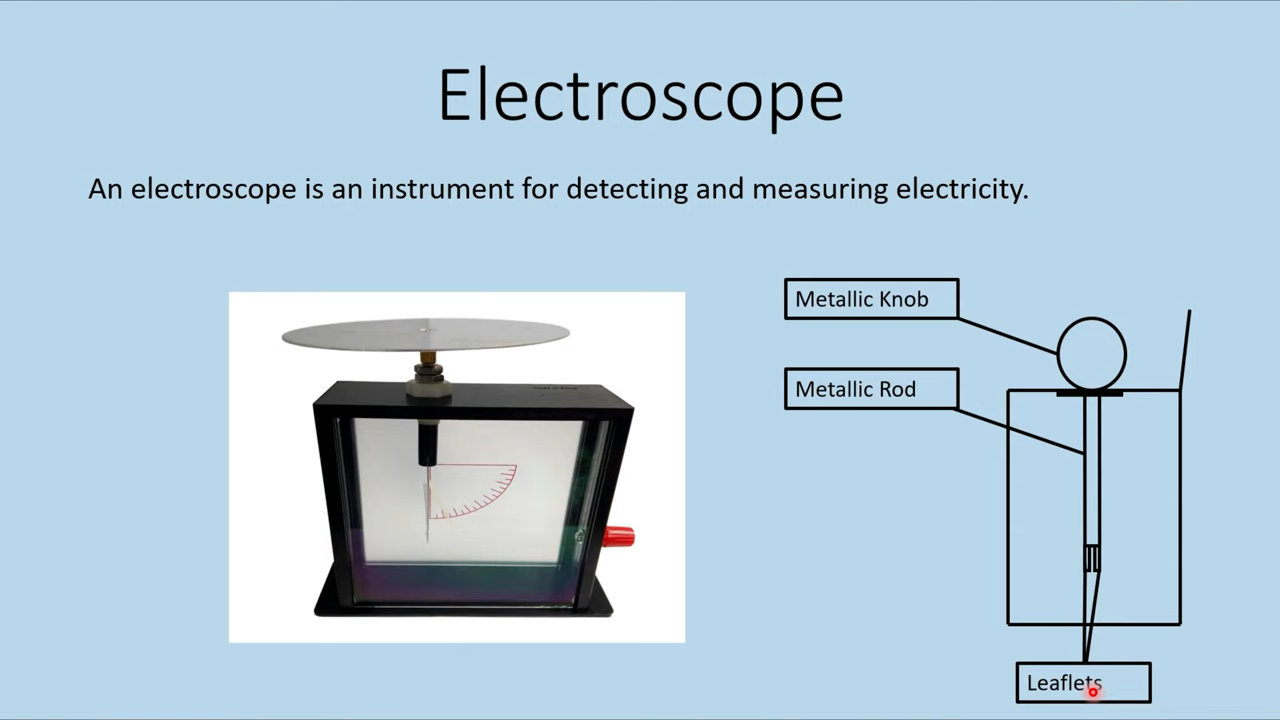 Electroscope
An electroscope is an instrument for detecting and measuring electricity.
Metallic Knob
Metallic Rod
Leaflets